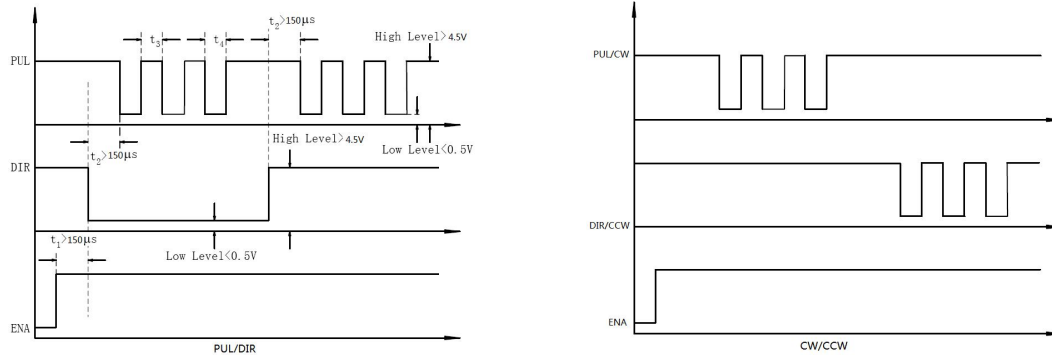 t₂>150μs
t₃
t₄
High Level>4.5V
PUL
High Level>4.5V
t₂>150μs
Low Level<0.5V
DIR
t₁>150μs
Low Level<0.5V
ENA
PUL/DIR
PUL/CW
DIR/CCW
ENA
CW/CCW